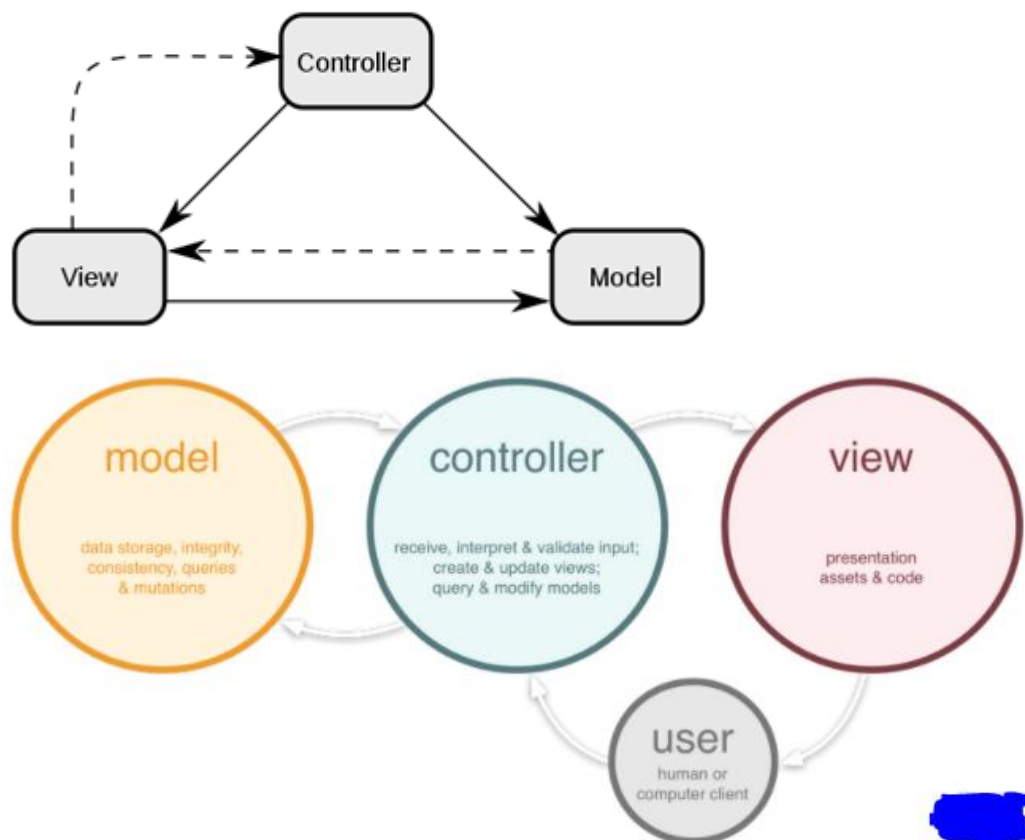 Controller
View
Model
model
controller
view
data storage, integrity,
consistency, queries
& mutations
receive, interpret & validate input;
create & update views;
query & modify models
presentation
assets & code
user
human or
computer client